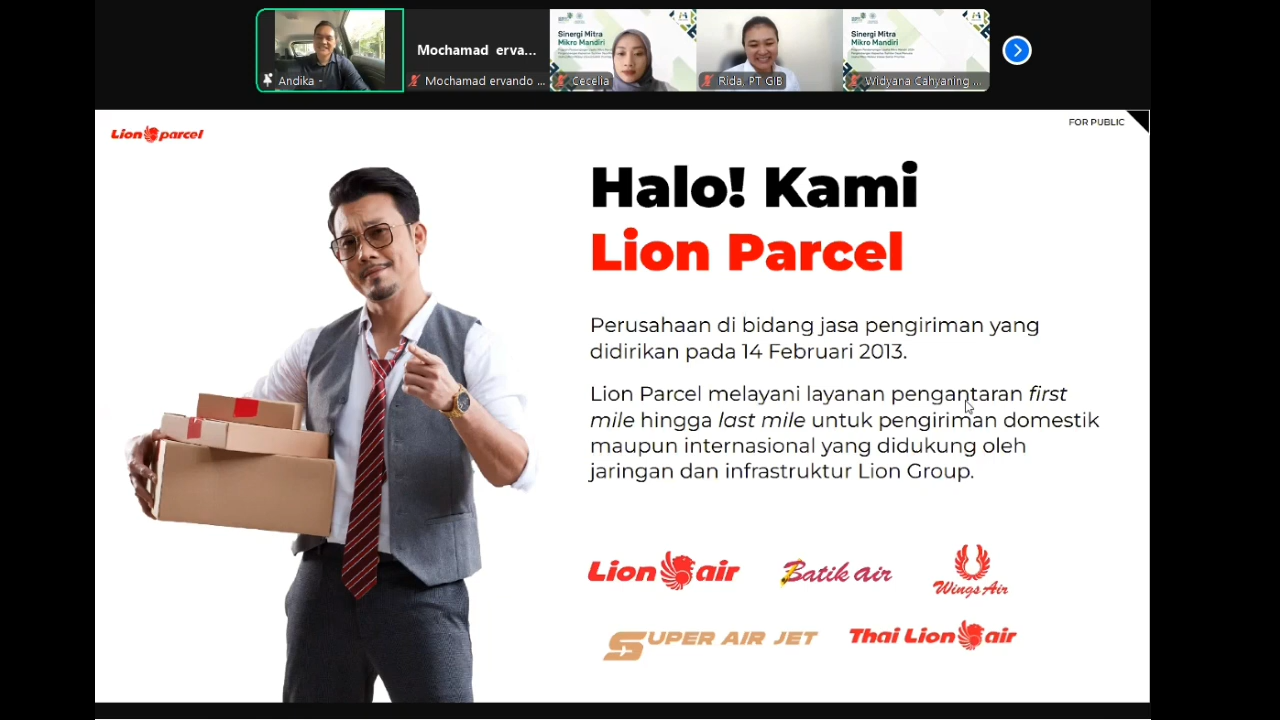 Mochamad erva...
Sinergi Mitra
Mikro Mandiri
Sinergi Mitra
Mikro Mandiri
Andika -
Mochamad ervando ...
Cecelia
Rida, PT GIB
Widyana Cahyaning ...
Lion parcel
FOR PUBLIC
Halo! Kami
Lion Parcel
Perusahaan di bidang jasa pengiriman yang
didirikan pada 14 Februari 2013.
Lion Parcel melayani layanan pengantaran first
mile hingga last mile untuk pengiriman domestik
maupun internasional yang didukung oleh
jaringan dan infrastruktur Lion Group.
Lion air
Batik air
Wings Air
SUPER AIR JET
Thai Lion air